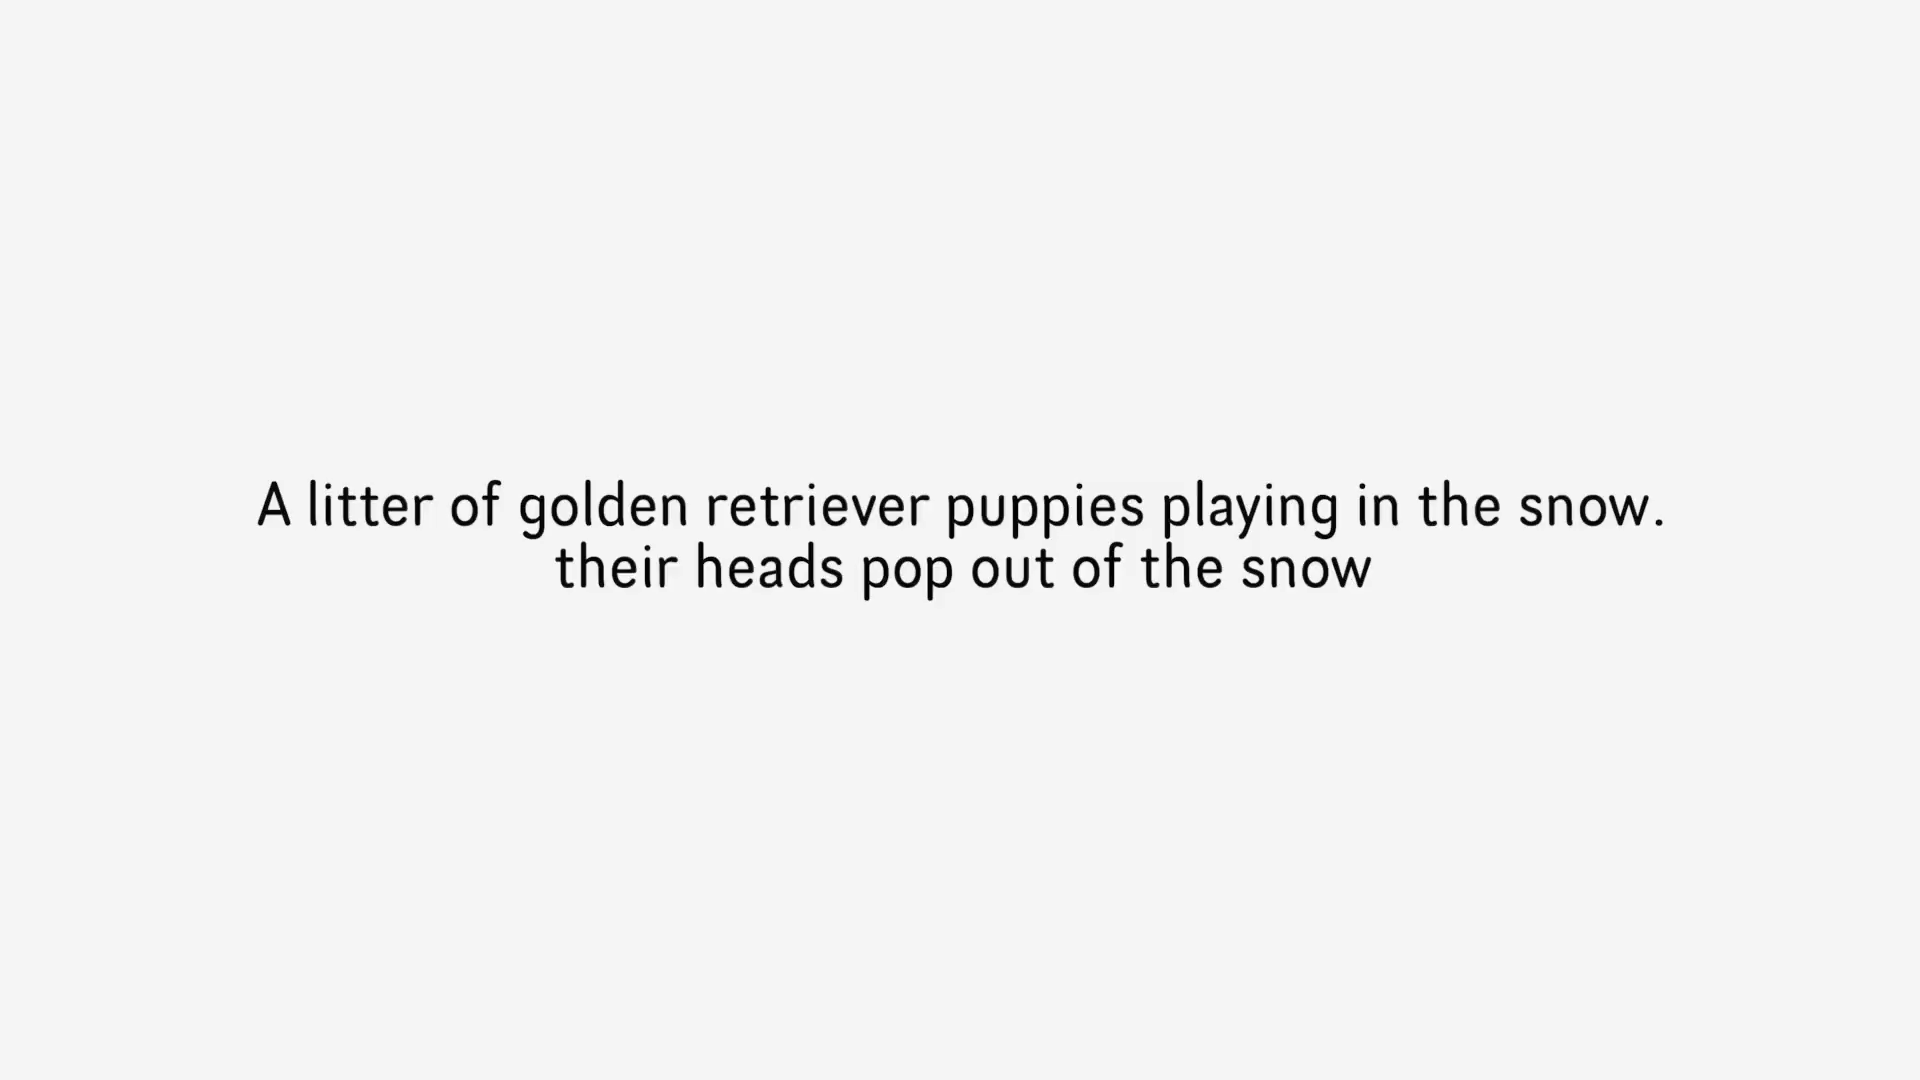 A litter of golden retriever puppies playing in the snow.
their heads pop out of the snow